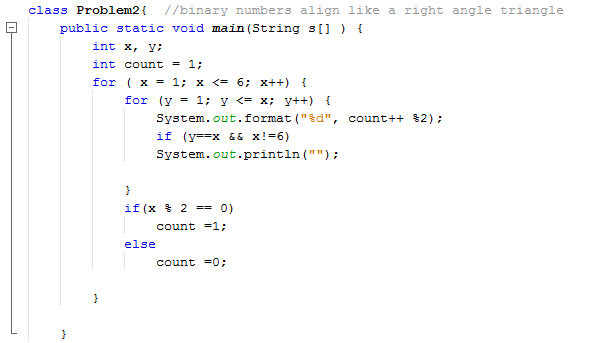 class Problem2{  //binary numbers align like a right angle triangle
    public static void main(String s[] ) {
        int x, y;
        int count = 1;
        for ( x = 1; x <= 6; x++) {
            for (y = 1; y <= x; y++) {
                System.out.format("%d", count++ %2);
                if (y==x && x!=6)
                System.out.println("");

            }
            if(x % 2 == 0)
                count =1;
            else
                count =0;

        }

    }